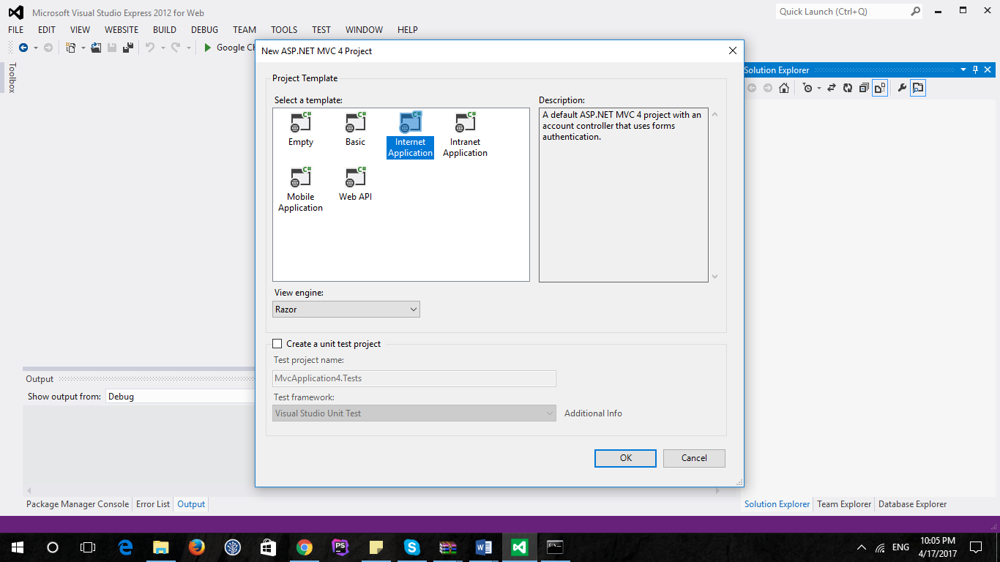 Microsoft Visual Studio Express 2012 for Web
Quick Launch (Ctrl+Q)
FILE EDIT VIEW WEBSITE BUILD DEBUG TEAM TOOLS TEST WINDOW HELP
Google Ch
Toolbox
New ASP.NET MVC 4 Project
Project Template
Select a template:
C# C# C# C#
Empty Basic Internet Application Intranet Application
C# C#
Mobile Application Web API
Description:
A default ASP.NET MVC 4 project with an
account controller that uses forms
authentication.
View engine:
Razor
Create a unit test project
Test project name:
MvcApplication4.Tests
Test framework:
Visual Studio Unit Test
Additional Info
OK Cancel
Solution Explorer
Output
Show output from: Debug
Package Manager Console Error List Output
Solution Explorer Team Explorer Database Explorer
PS
ENG
10:05 PM
4/17/2017